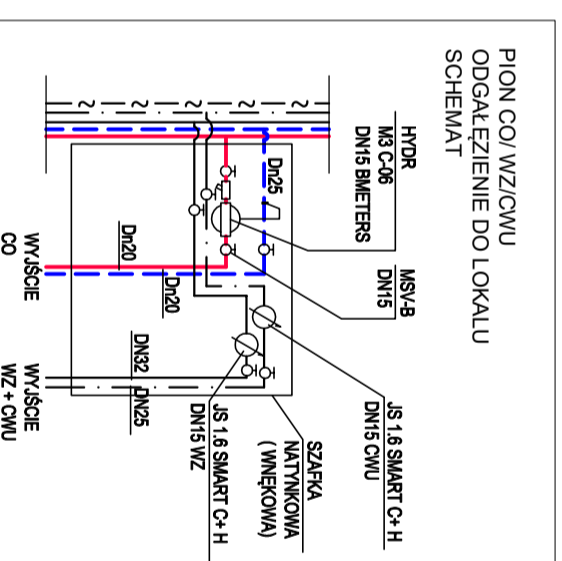 PION CO/ WZ/CWU
ODGAŁĘZIENIE DO LOKALU
SCHEMAT
HYDR
M3 C-06
DN15 BMETERS
MSV-B
DN15
JS 1.6 SMART C+ H
DN15 CWU
SZAFKA
NATYNKOWA
( WNĘKOWA)
JS 1.6 SMART C+ H
DN15 WZ
Dn25
Dn20
Dn20
DN32
DN25
WYJŚCIE
CO
WYJŚCIE
WZ + CWU